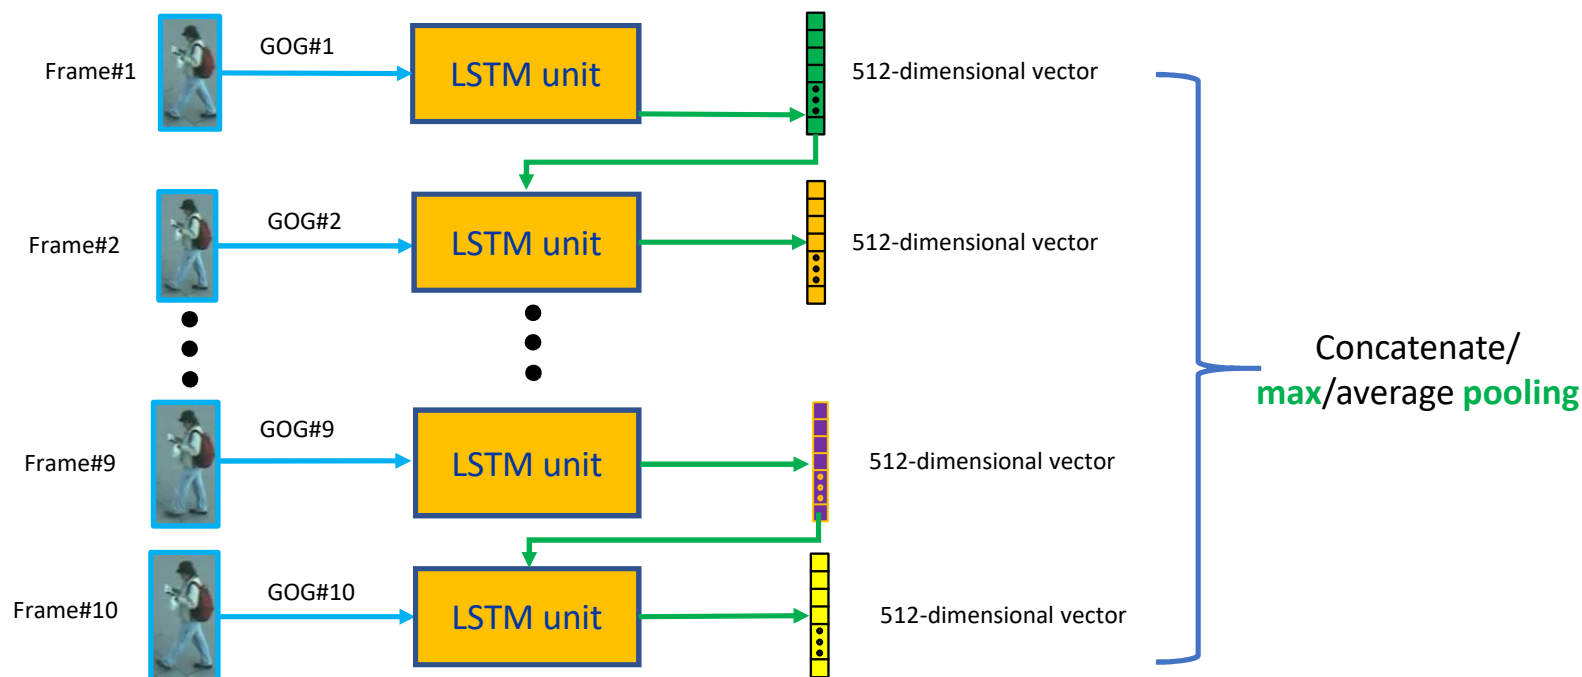 GOG#1
Frame#1
LSTM unit
512-dimensional vector
GOG#2
Frame#2
LSTM unit
512-dimensional vector
Concatenate/
max/average pooling
GOG#9
Frame#9
LSTM unit
512-dimensional vector
GOG#10
Frame#10
LSTM unit
512-dimensional vector